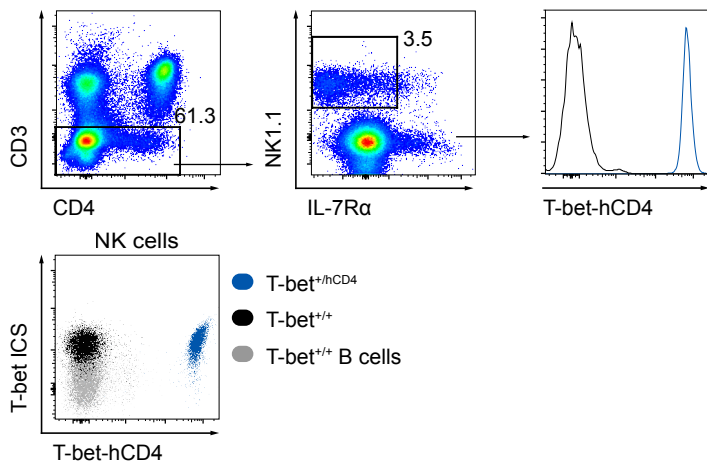 CD3
61.3
CD4
NK1.1
3.5
IL-7Rα
T-bet-hCD4
NK cells
T-bet ICS
T-bet-hCD4
T-bet+/hCD4
T-bet+/+
T-bet+/+ B cells